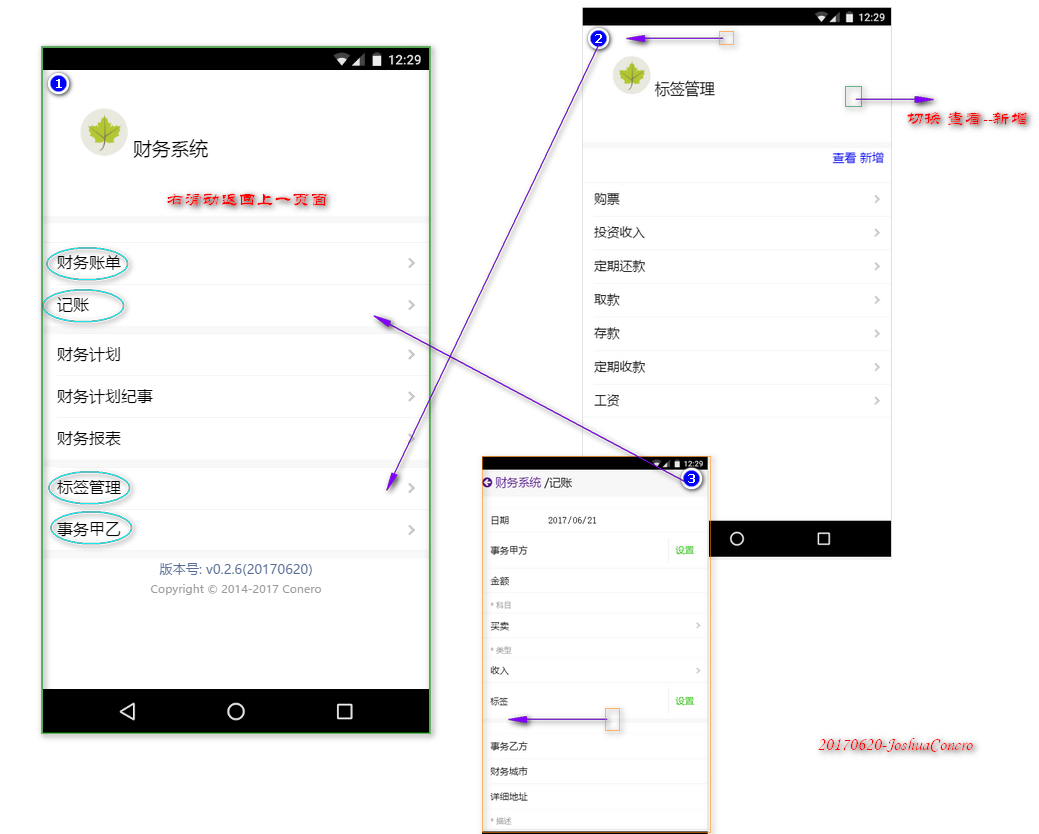 12:29
1
财务系统
右滑动返回上一页面
财务账单
记账
财务计划
财务计划纪事
财务报表
标签管理
事务甲乙
版本号: v0.2.6(20170620)
Copyright © 2014-2017 Conero
12:29
2
标签管理
切换 查看--新增
查看 新增
购票
投资收入
定期还款
取款
存款
定期收款
工资
12:29
3
财务系统 /记账
日期 2017/06/21
事务甲方 设置
金额
* 科目
买卖
* 类型
收入
标签 设置
事务乙方
财务城市
详细地址
* 描述
20170620-JoshuaConero